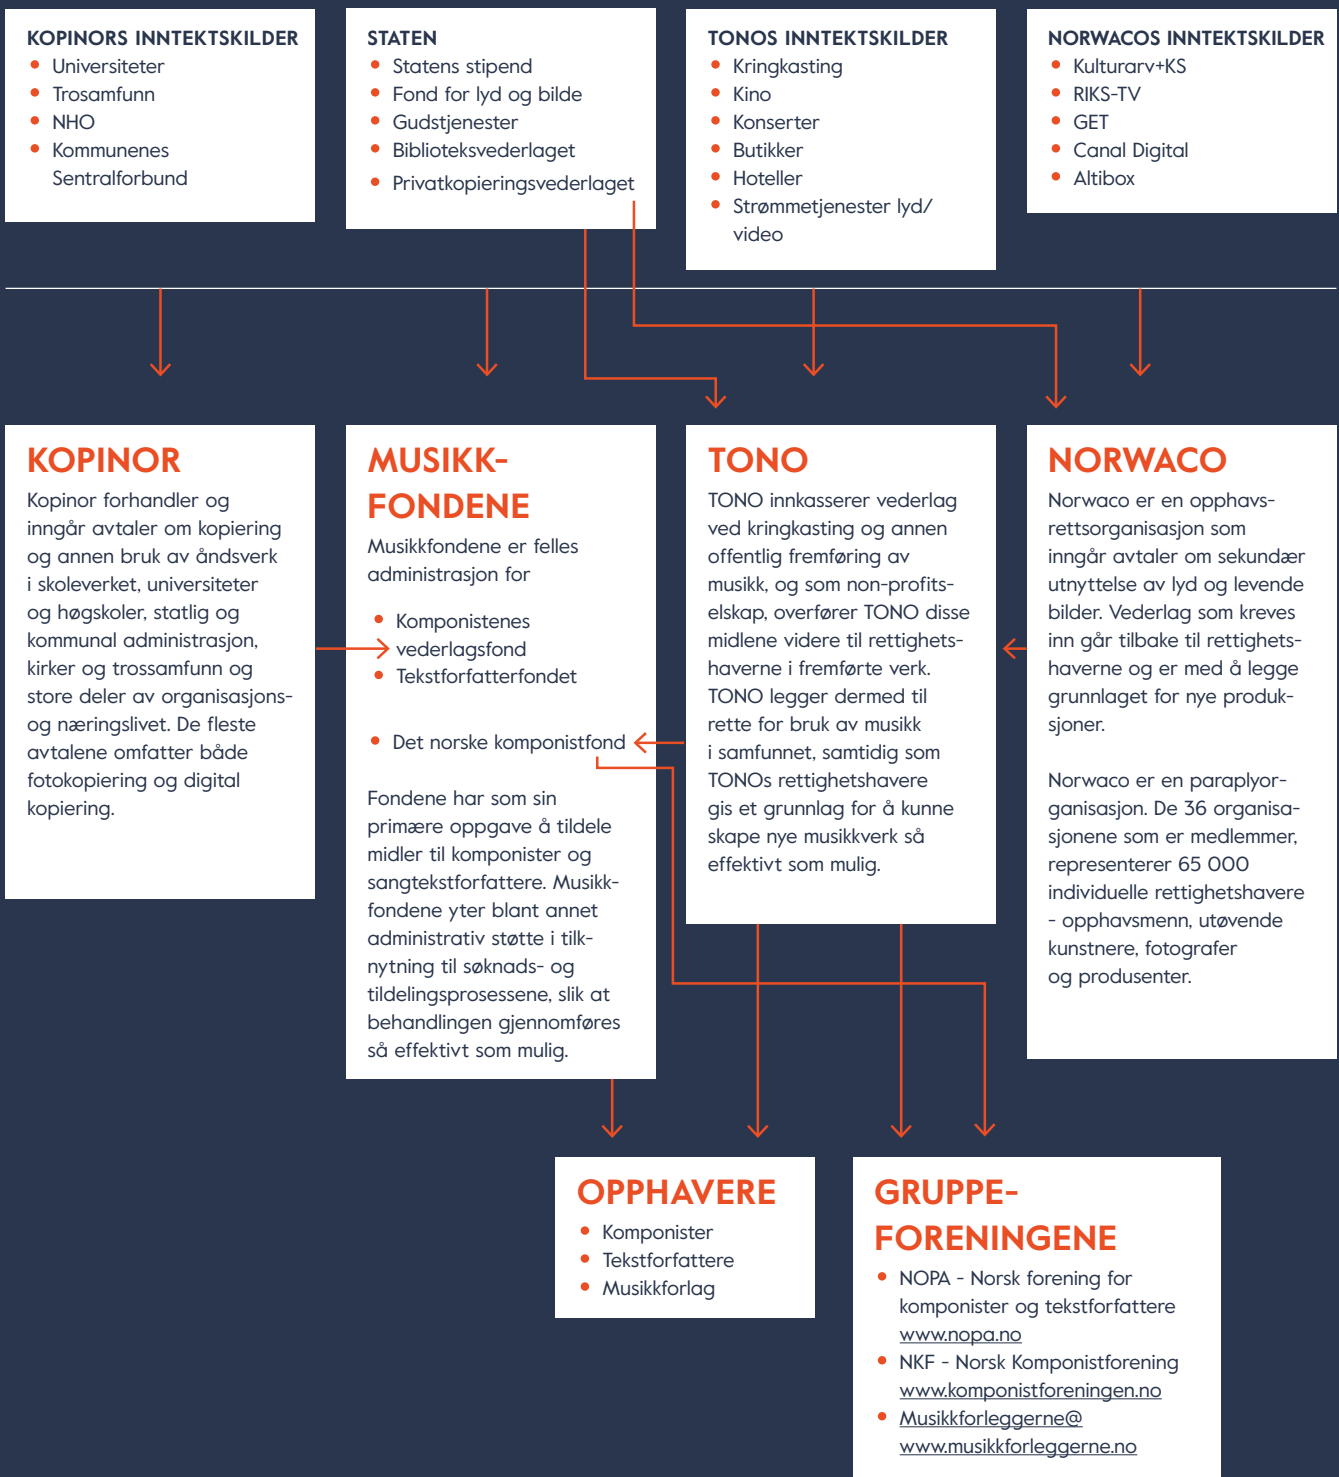 KOPINORS INNTEKTSKILDER
• Universiteter
• Trosamfunn
• NHO
• Kommunenes
Sentralforbund
STATEN
• Statens stipend
• Fond for lyd og bilde
• Gudstjenester
• Biblioteksvederlaget
• Privatkopieringsvederlaget
TONOS INNTEKTSKILDER
• Kringkasting
• Kino
• Konserter
• Butikker
• Hoteller
• Strømmetjenester lyd/
video
NORWACOS INNTEKTSKILDER
• Kulturarv+KS
• RIKS-TV
• GET
• Canal Digital
• Altibox
KOPINOR
Kopinor forhandler og
inngår avtaler om kopiering
og annen bruk av åndsverk
i skoleverket, universiteter
og høgskoler, statlig og
kommunal administrasjon,
kirker og trossamfunn og
store deler av organisasjons-
og næringslivet. De fleste
avtalene omfatter både
fotokopiering og digital
kopiering.
MUSIKK-
FONDENE
Musikkfondene er felles
administrasjon for
• Komponistenes
vederlagsfond
• Tekstforfatterfondet
• Det norske komponistfond
Fondene har som sin
primære oppgave å tildele
midler til komponister og
sangtekstforfattere. Musikk-
fondene yter blant annet
administrativ støtte i tilk-
nytning til søknads- og
tildelingsprosessene, slik at
behandlingen gjennomføres
så effektivt som mulig.
TONO
TONO innkasserer vederlag
ved kringkasting og annen
offentlig fremføring av
musikk, og som non-profits-
elskap, overfører TONO disse
midlene videre til rettighets-
haverne i fremførte verk.
TONO legger dermed til
rette for bruk av musikk
i samfunnet, samtidig som
TONOs rettighetshavere
gis et grunnlag for å kunne
skape nye musikkverk så
effektivt som mulig.
NORWACO
Norwaco er en opphavs-
rettsorganisasjon som
inngår avtaler om sekundær
utnyttelse av lyd og levende
bilder. Vederlag som kreves
inn går tilbake til rettighets-
haverne og er med å legge
grunnlaget for nye produk-
sjoner.
Norwaco er en paraplyor-
ganisasjon. De 36 organisa-
sjonene som er medlemmer,
representerer 65 000
individuelle rettighetshavere
- opphavsmenn, utøvende
kunstnere, fotografer
og produsenter.
OPPHAVERE
• Komponister
• Tekstforfattere
• Musikkforlag
GRUPPE-
FORENINGENE
• NOPA - Norsk forening for
komponister og tekstforfattere
www.nopa.no
• NKF - Norsk Komponistforening
www.komponistforeningen.no
• Musikkforleggerne@
www.musikkforleggerne.no